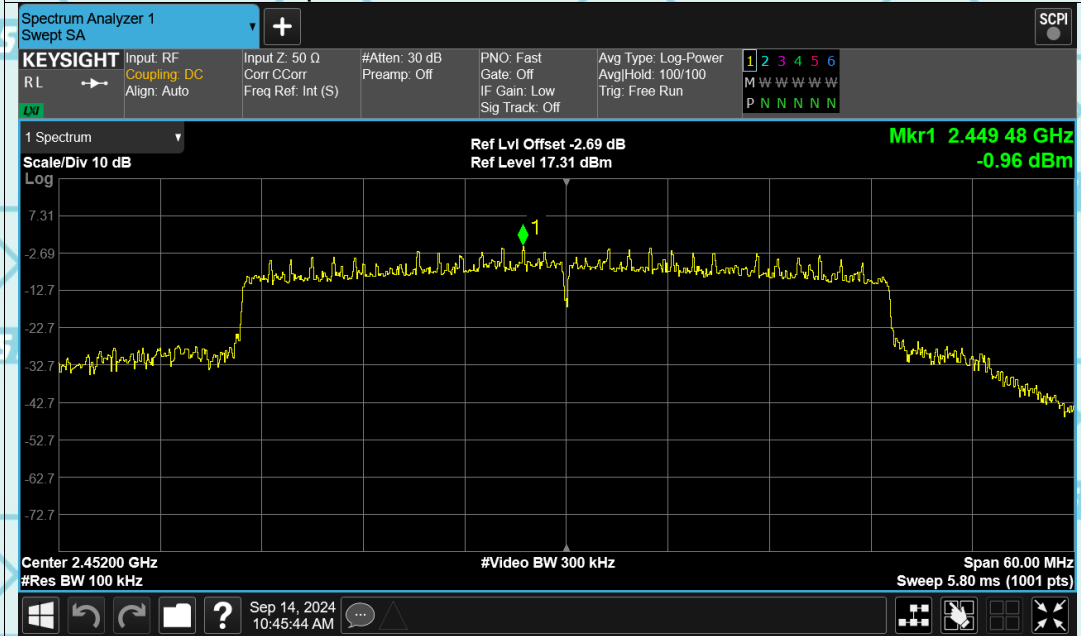 Spectrum Analyzer 1
Swept SA
+
SCPI
KEYSIGHT
R L
LXI
Input: RF
Coupling: DC
Align: Auto
Input Z: 50 Ω
Corr CCorr
Freq Ref: Int (S)
#Atten: 30 dB
Preamp: Off
PNO: Fast
Gate: Off
IF Gain: Low
Sig Track: Off
Avg Type: Log-Power
Avg|Hold: 100/100
Trig: Free Run
1 2 3 4 5 6
M W W W W W
P N N N N N
1 Spectrum
Scale/Div 10 dB
Ref Lvl Offset -2.69 dB
Ref Level 17.31 dBm
Mkr1 2.449 48 GHz
-0.96 dBm
Log
1
7.31
-2.69
-12.7
-22.7
-32.7
-42.7
-52.7
-62.7
-72.7
Center 2.45200 GHz
#Video BW 300 kHz
Span 60.00 MHz
#Res BW 100 kHz
Sweep 5.80 ms (1001 pts)
?
Sep 14, 2024
10:45:44 AM